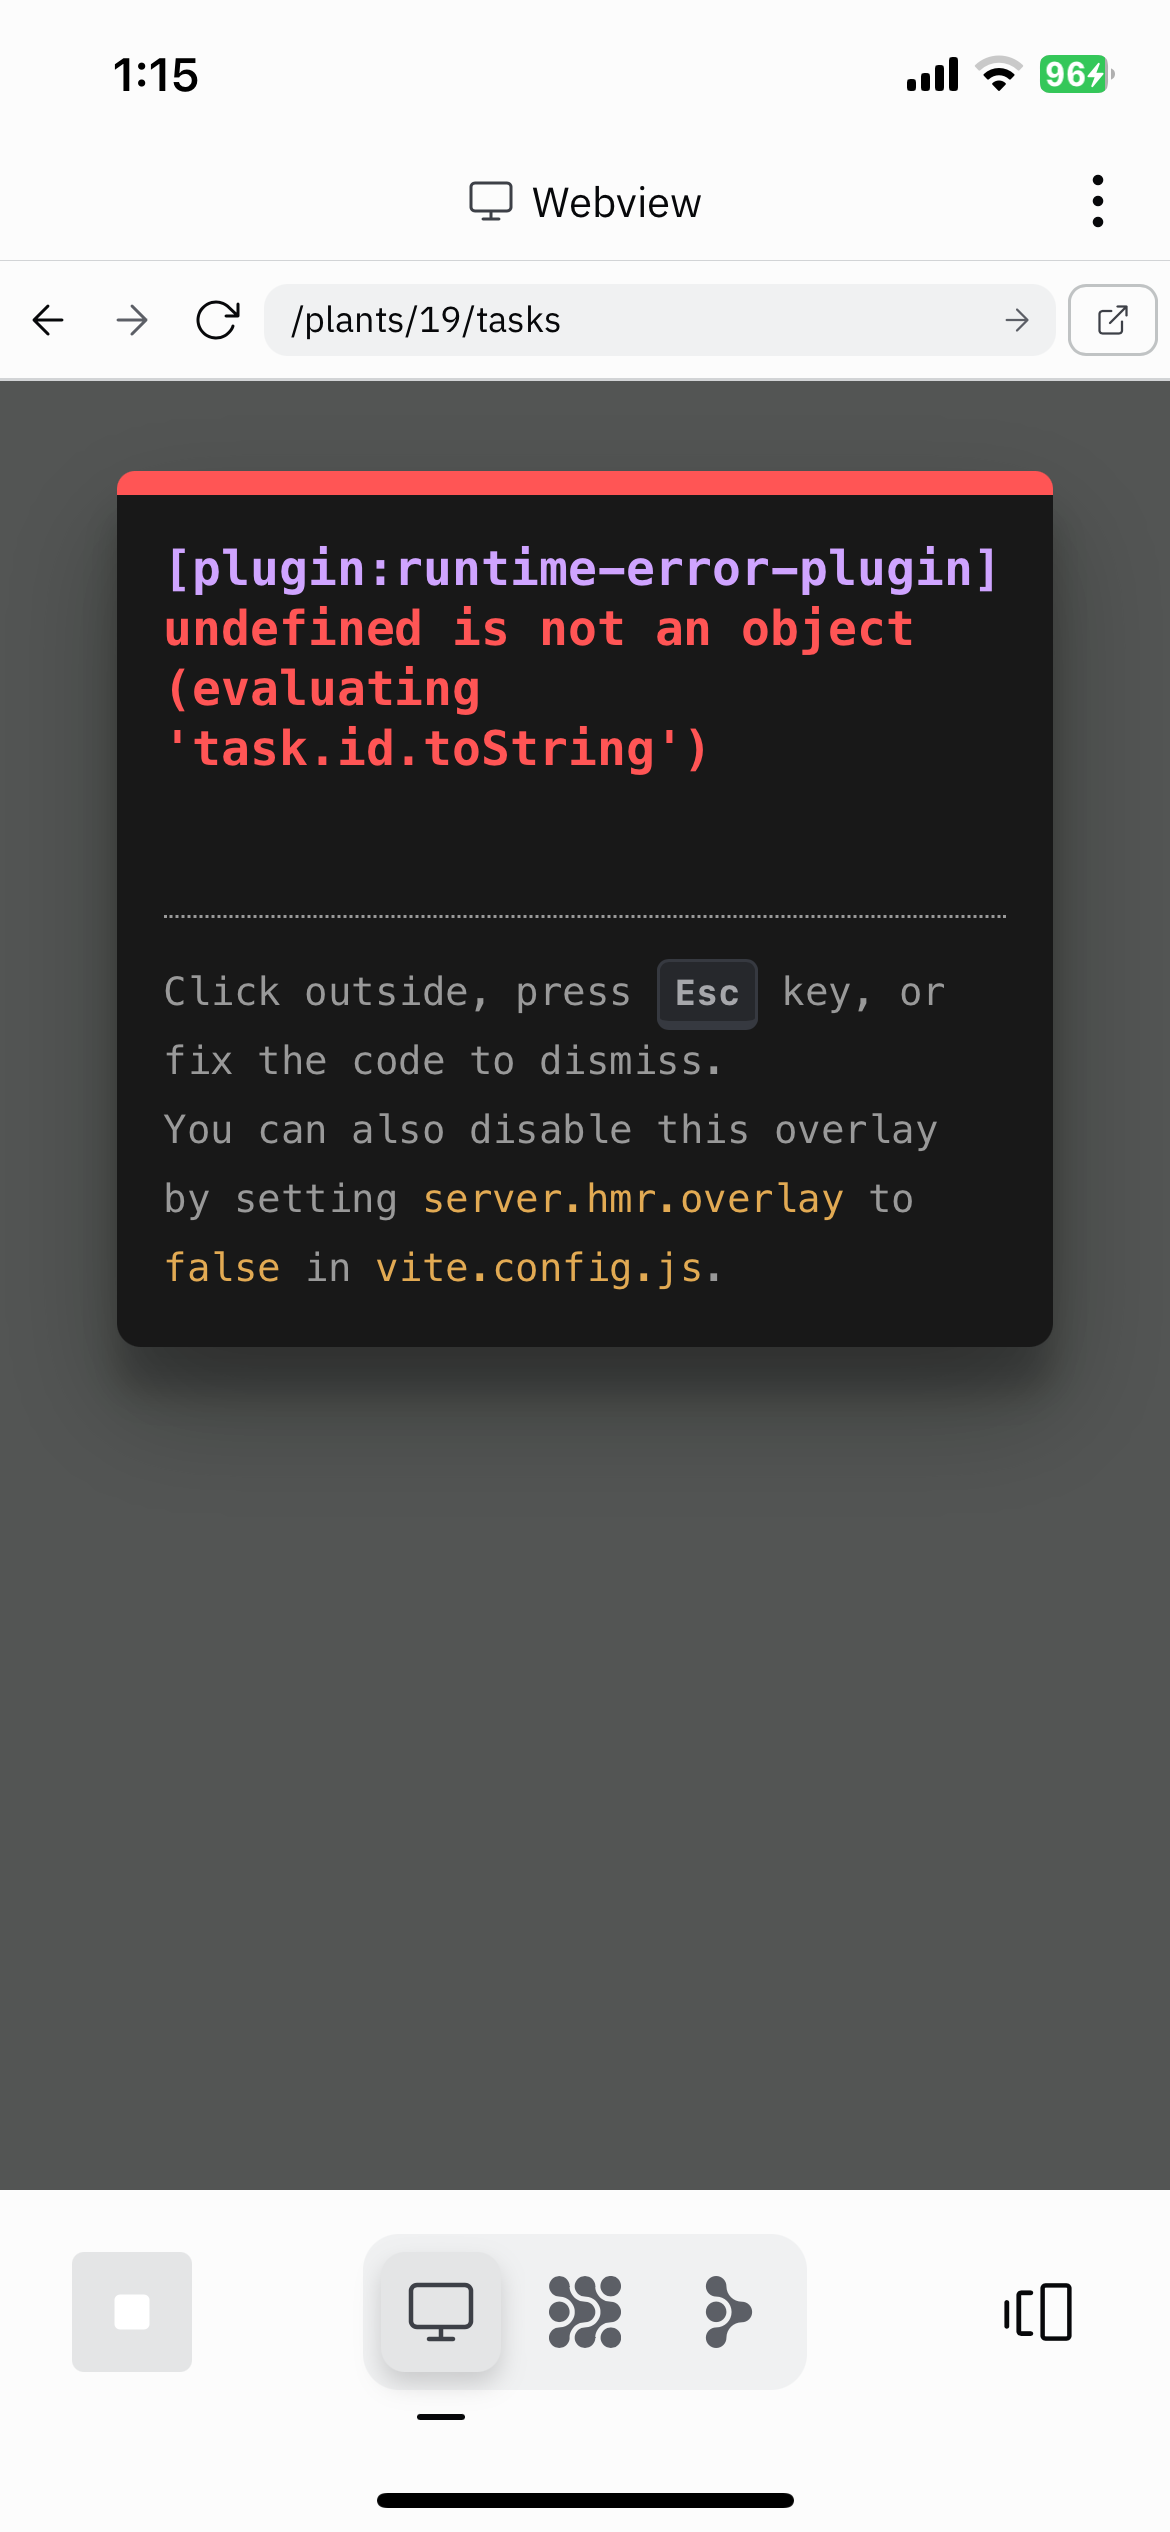 1:15
96
Webview
/plants/19/tasks
[plugin:runtime-error-plugin]
undefined is not an object
(evaluating
'task.id.toString')
Click outside, press Esc key, or
fix the code to dismiss.
You can also disable this overlay
by setting server.hmr.overlay to
false in vite.config.js.